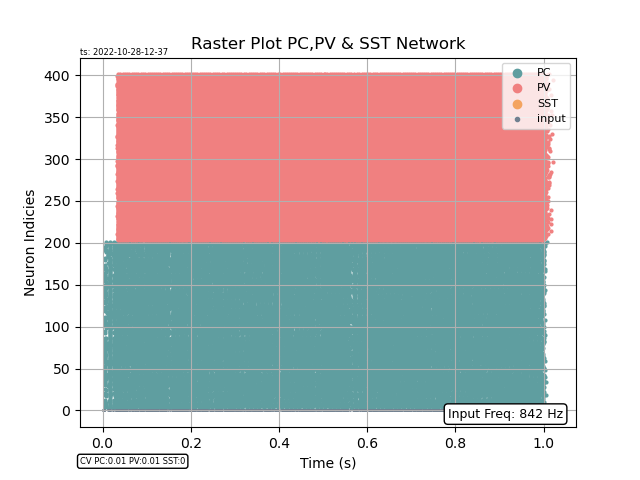 ts: 2022-10-28-12-37
Raster Plot PC,PV & SST Network
400
350
300
250
200
150
100
50
0
Neuron Indicies
PC
PV
SST
input
Input Freq: 842 Hz
0.0
0.2
0.4
0.6
0.8
1.0
Time (s)
CV PC:0.01 PV:0.01 SST:0